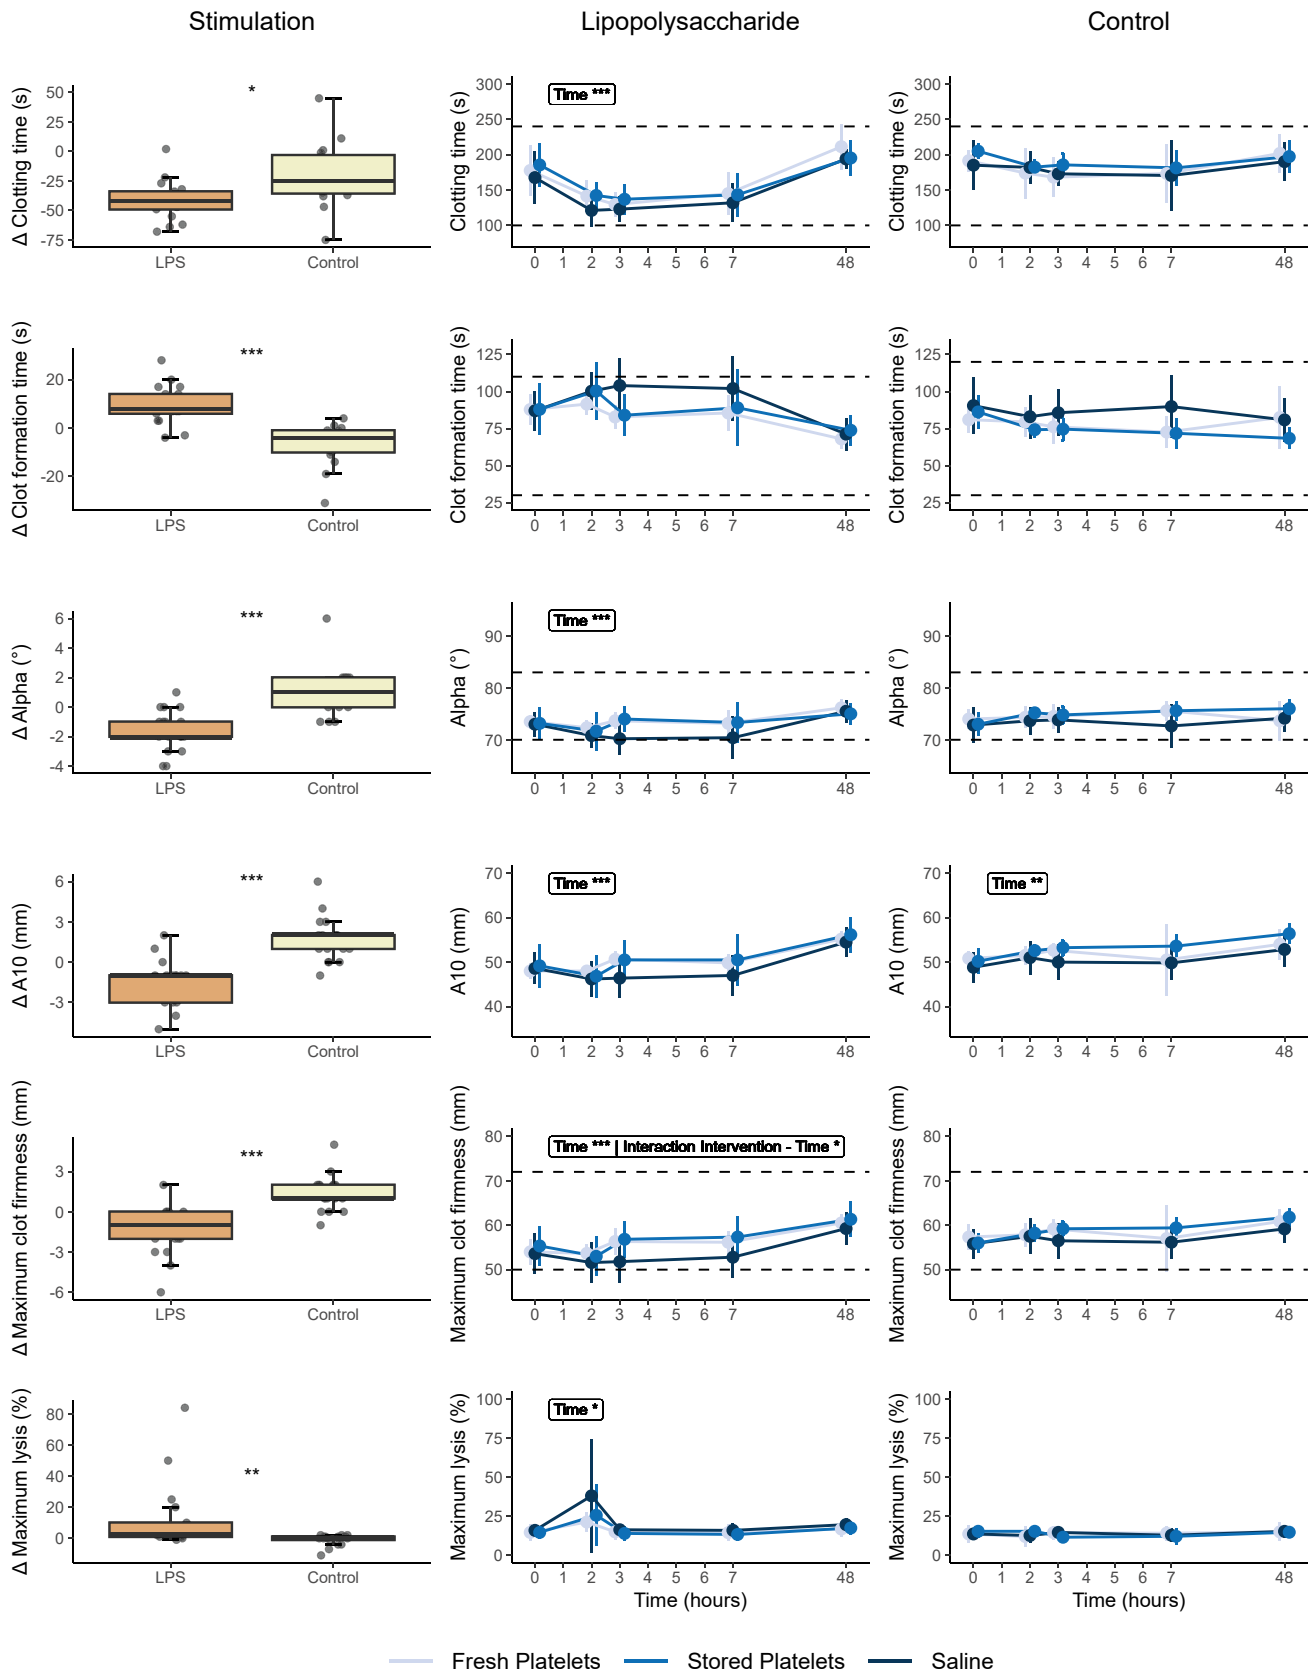 Stimulation
Lipopolysaccharide
Control
Δ Clotting time (s)
50
25
0
-25
-50
-75
*
LPS
Control
Clotting time (s)
300
250
200
150
100
Time ***
0 1 2 3 4 5 6 7 48
Clotting time (s)
300
250
200
150
100
0 1 2 3 4 5 6 7 48
Δ Clot formation time (s)
20
0
-20
***
LPS
Control
Clot formation time (s)
125
100
75
50
25
0 1 2 3 4 5 6 7 48
Clot formation time (s)
125
100
75
50
25
0 1 2 3 4 5 6 7 48
Δ Alpha (°)
6
4
2
0
-2
-4
***
LPS
Control
Alpha (°)
90
80
70
Time ***
0 1 2 3 4 5 6 7 48
Alpha (°)
90
80
70
0 1 2 3 4 5 6 7 48
Δ A10 (mm)
6
3
0
-3
***
LPS
Control
A10 (mm)
70
60
50
40
Time ***
0 1 2 3 4 5 6 7 48
A10 (mm)
70
60
50
40
Time **
0 1 2 3 4 5 6 7 48
Δ Maximum clot firmness (mm)
3
0
-3
-6
***
LPS
Control
Maximum clot firmness (mm)
80
70
60
50
Time *** | Interaction Intervention - Time *
0 1 2 3 4 5 6 7 48
Maximum clot firmness (mm)
80
70
60
50
0 1 2 3 4 5 6 7 48
Δ Maximum lysis (%)
80
60
40
20
0
**
LPS
Control
Maximum lysis (%)
100
75
50
25
0
Time *
0 1 2 3 4 5 6 7 48
Time (hours)
Maximum lysis (%)
100
75
50
25
0
0 1 2 3 4 5 6 7 48
Time (hours)
Fresh Platelets
Stored Platelets
Saline